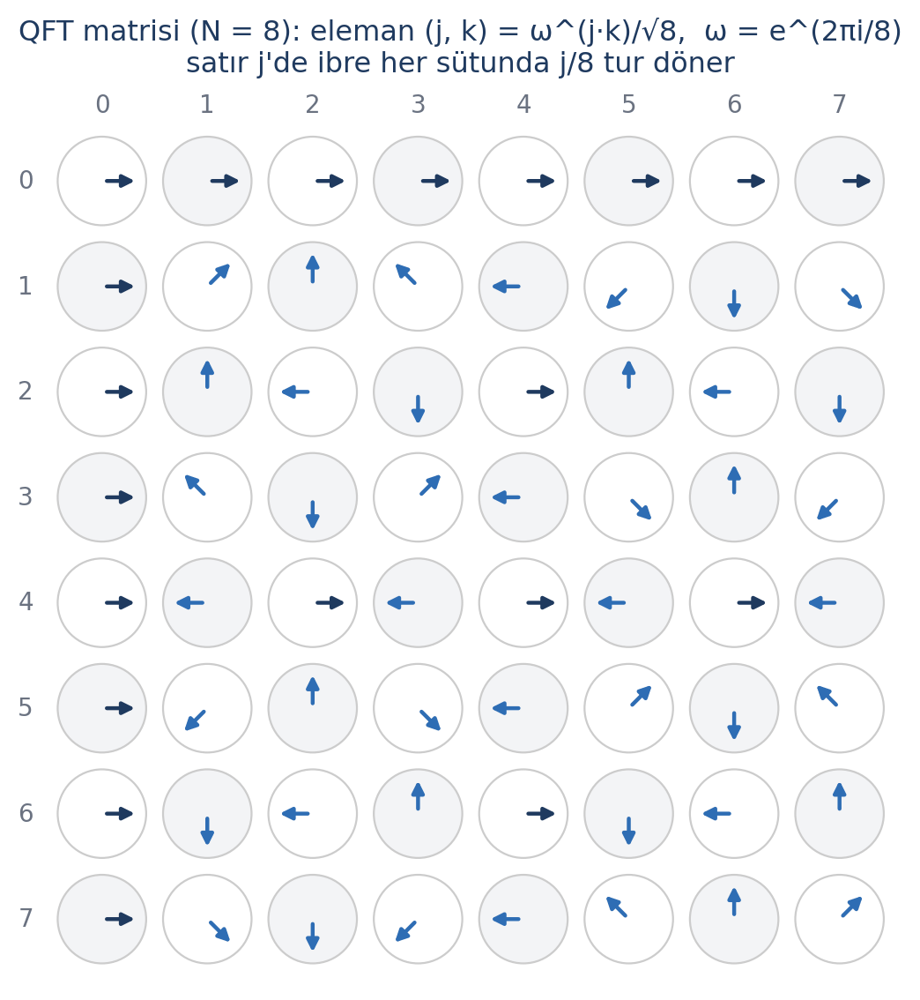 QFT matrisi (N = 8): eleman (j, k) = ω^(j·k)/√8,  ω = e^(2πi/8)
satır j'de ibre her sütunda j/8 tur döner
0 1 2 3 4 5 6 7
0
1
2
3
4
5
6
7